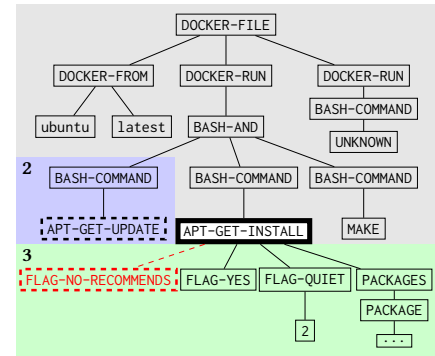 DOCKER-FILE
DOCKER-FROM DOCKER-RUN DOCKER-RUN
BASH-COMMAND
ubuntu latest BASH-AND
UNKNOWN
2
BASH-COMMAND BASH-COMMAND BASH-COMMAND
APT-GET-UPDATE APT-GET-INSTALL MAKE
3
FLAG-NO-RECOMMENDS FLAG-YES FLAG-QUIET PACKAGES
PACKAGE
2 ...